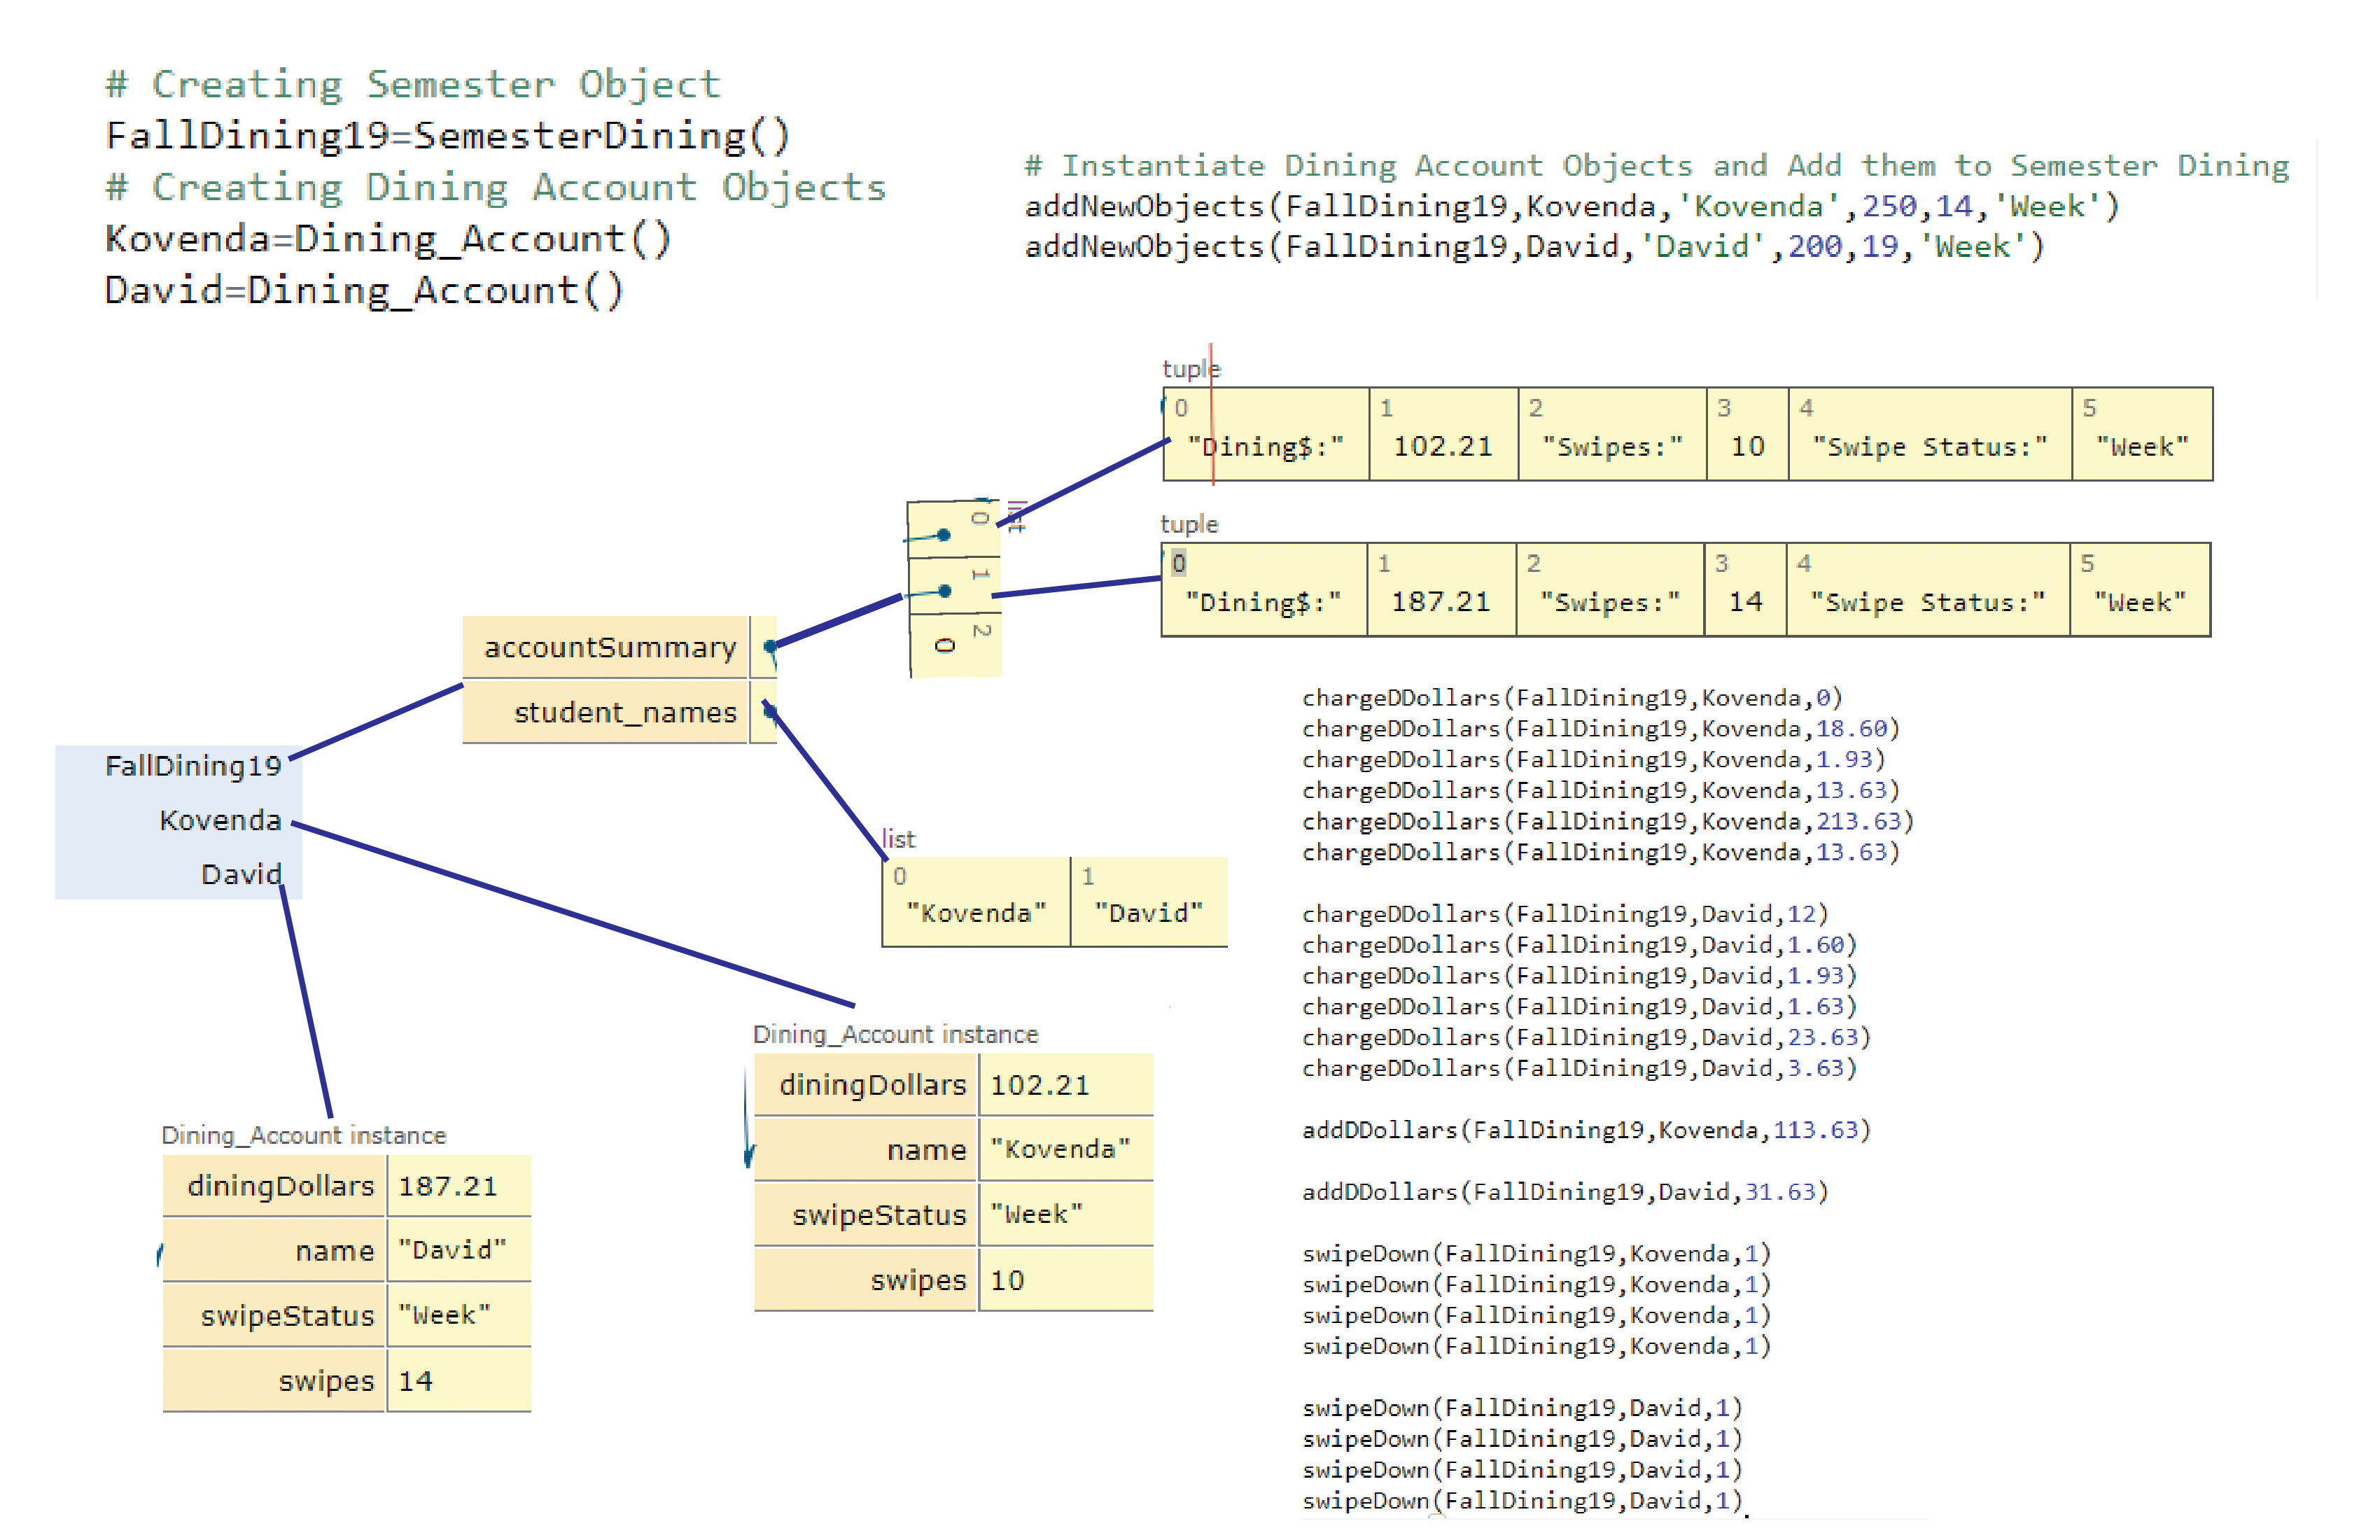 # Creating Semester Object
FallDining19=SemesterDining()
# Creating Dining Account Objects
Kovenda=Dining_Account()
David=Dining_Account()
# Instantiate Dining Account Objects and Add them to Semester Dining
addNewObjects(FallDining19,Kovenda,'Kovenda',250,14,'Week')
addNewObjects(FallDining19,David,'David',200,19,'Week')
tuple
0 1 2 3 4 5
"Dining$:" 102.21 "Swipes:" 10 "Swipe Status:" "Week"
tuple
0 1 2 3 4 5
"Dining$:" 187.21 "Swipes:" 14 "Swipe Status:" "Week"
list
0
1
2
0
accountSummary
student_names
FallDining19
Kovenda
David
list
0 1
"Kovenda" "David"
Dining_Account instance
diningDollars 102.21
name "Kovenda"
swipeStatus "Week"
swipes 10
Dining_Account instance
diningDollars 187.21
name "David"
swipeStatus "Week"
swipes 14
chargeDDollars(FallDining19,Kovenda,0)
chargeDDollars(FallDining19,Kovenda,18.60)
chargeDDollars(FallDining19,Kovenda,1.93)
chargeDDollars(FallDining19,Kovenda,13.63)
chargeDDollars(FallDining19,Kovenda,213.63)
chargeDDollars(FallDining19,Kovenda,13.63)
chargeDDollars(FallDining19,David,12)
chargeDDollars(FallDining19,David,1.60)
chargeDDollars(FallDining19,David,1.93)
chargeDDollars(FallDining19,David,1.63)
chargeDDollars(FallDining19,David,23.63)
chargeDDollars(FallDining19,David,3.63)
addDDollars(FallDining19,Kovenda,113.63)
addDDollars(FallDining19,David,31.63)
swipeDown(FallDining19,Kovenda,1)
swipeDown(FallDining19,Kovenda,1)
swipeDown(FallDining19,Kovenda,1)
swipeDown(FallDining19,Kovenda,1)
swipeDown(FallDining19,David,1)
swipeDown(FallDining19,David,1)
swipeDown(FallDining19,David,1)
swipeDown(FallDining19,David,1)